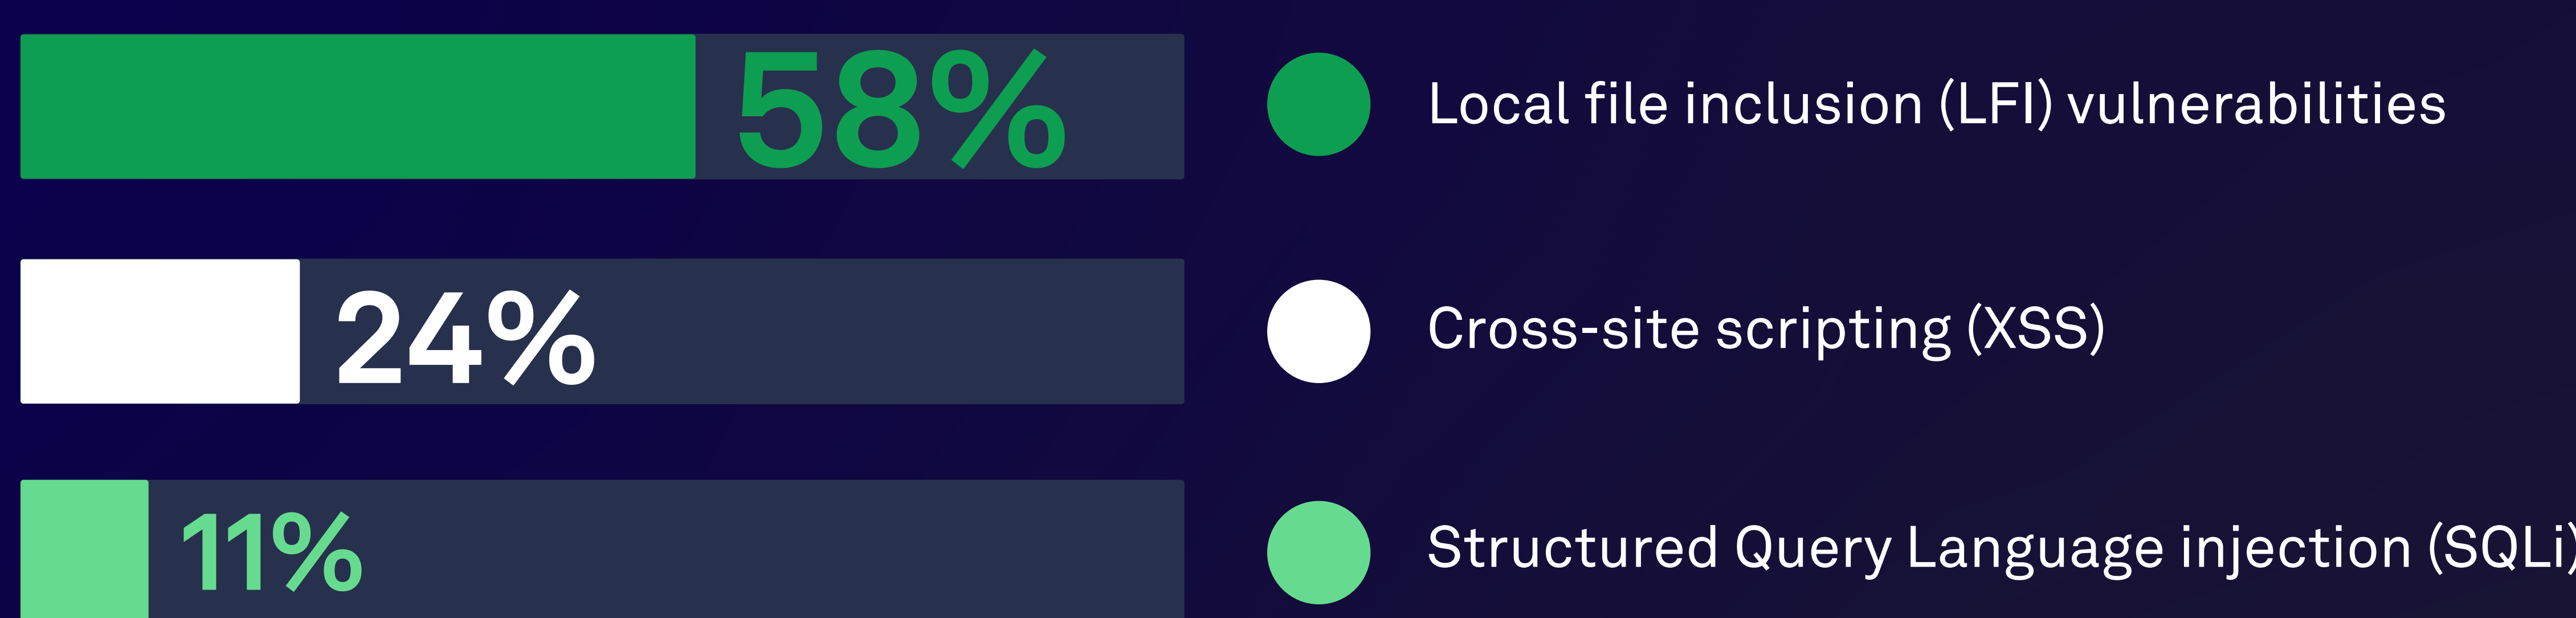 58%
Local file inclusion (LFI) vulnerabilities
24%
Cross-site scripting (XSS)
11%
Structured Query Language injection (SQLi)